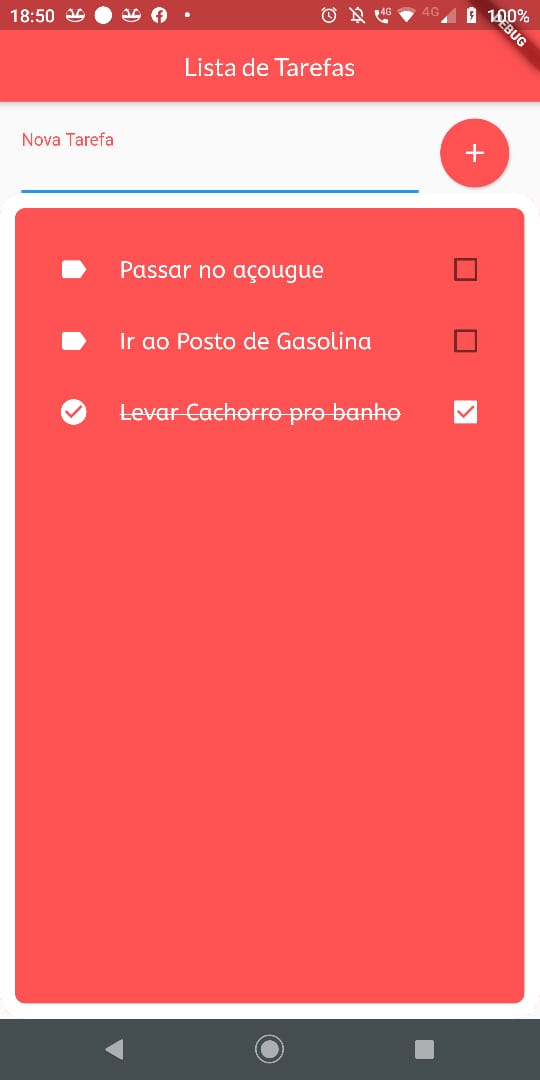 18:50 4G 4G 100%
DEBUG
Lista de Tarefas
Nova Tarefa
+
Passar no açougue
Ir ao Posto de Gasolina
Levar Cachorro pro banho